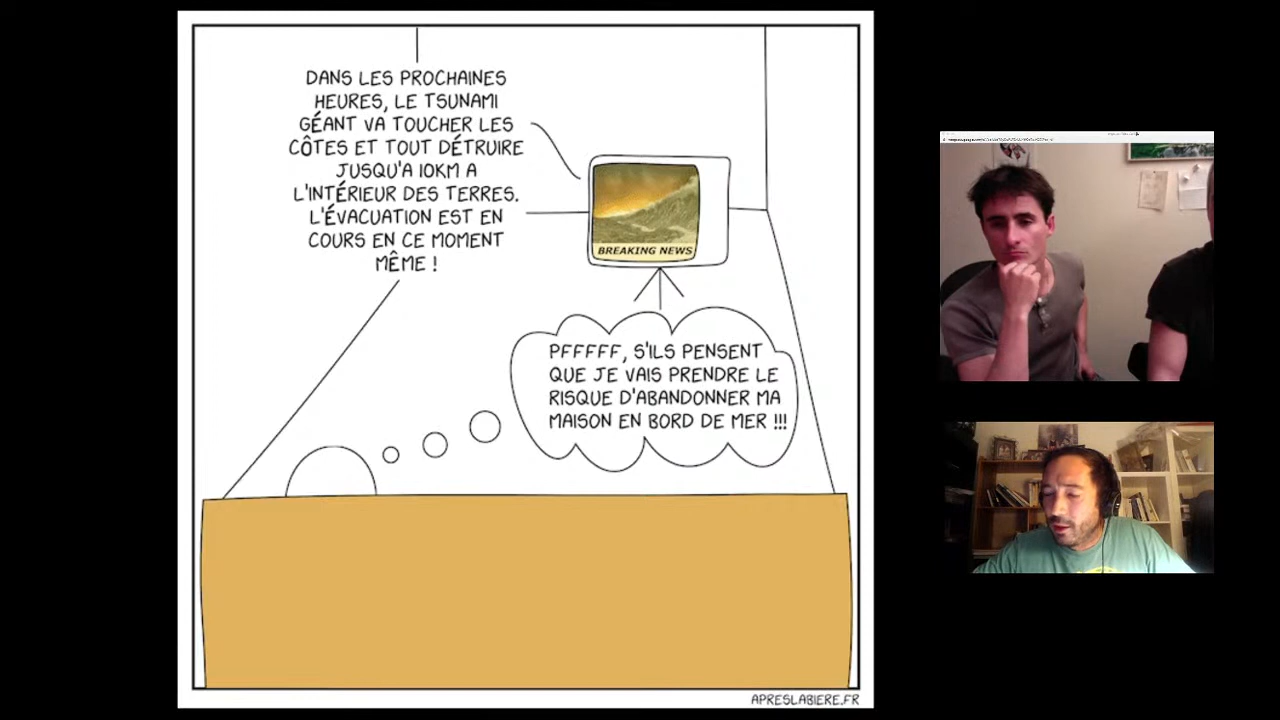 DANS LES PROCHAINES
HEURES, LE TSUNAMI
GÉANT VA TOUCHER LES
CÔTES ET TOUT DÉTRUIRE
JUSQU'A 10KM A
L'INTÉRIEUR DES TERRES.
L'ÉVACUATION EST EN
COURS EN CE MOMENT
MÊME !
BREAKING NEWS
PFFFFF, S'ILS PENSENT
QUE JE VAIS PRENDRE LE
RISQUE D'ABANDONNER MA
MAISON EN BORD DE MER !!!
APRESLABIERE.FR